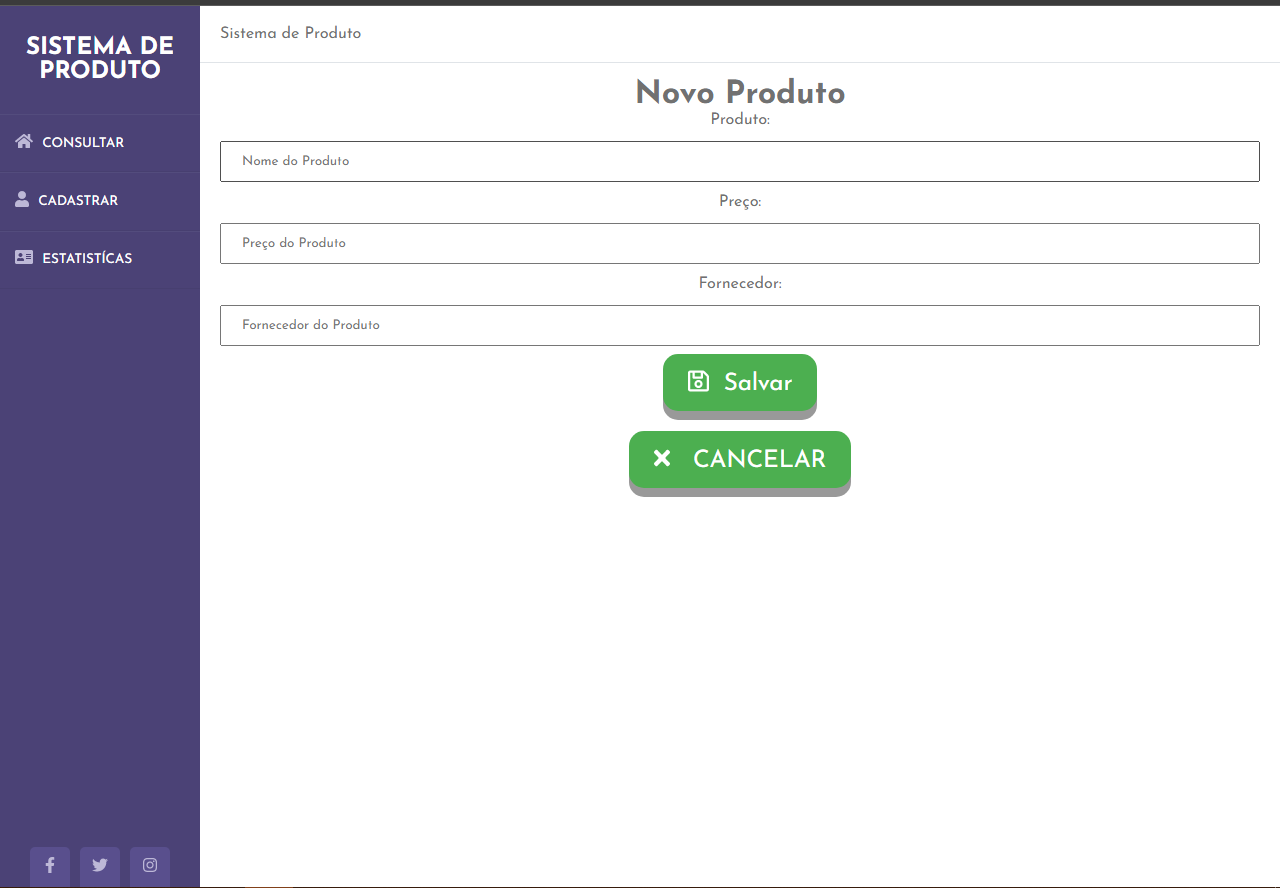 SISTEMA DE
PRODUTO
CONSULTAR
CADASTRAR
ESTATISTÍCAS
Sistema de Produto
Novo Produto
Produto:
Nome do Produto
Preço:
Preço do Produto
Fornecedor:
Fornecedor do Produto
Salvar
CANCELAR